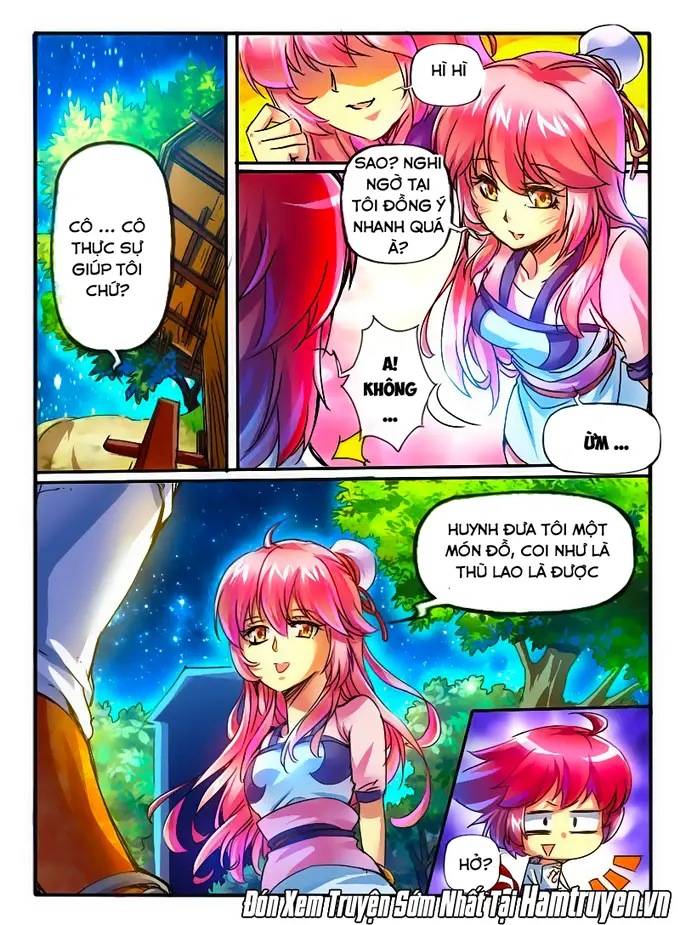 CÔ ... CÔ
THỰC SỰ
GIÚP TÔI
CHỨ?
HÌ HÌ
SAO? NGHI
NGỜ TẠI
TÔI ĐỒNG Ý
NHANH QUÁ
À?
A!
KHÔNG
...
ỪM ...
HUYNH ĐƯA TÔI MỘT
MÓN ĐỒ, COI NHƯ LÀ
THÙ LAO LÀ ĐƯỢC
HỞ?
Đón Xem Truyện Sớm Nhất Tại Hamtruyen.vn